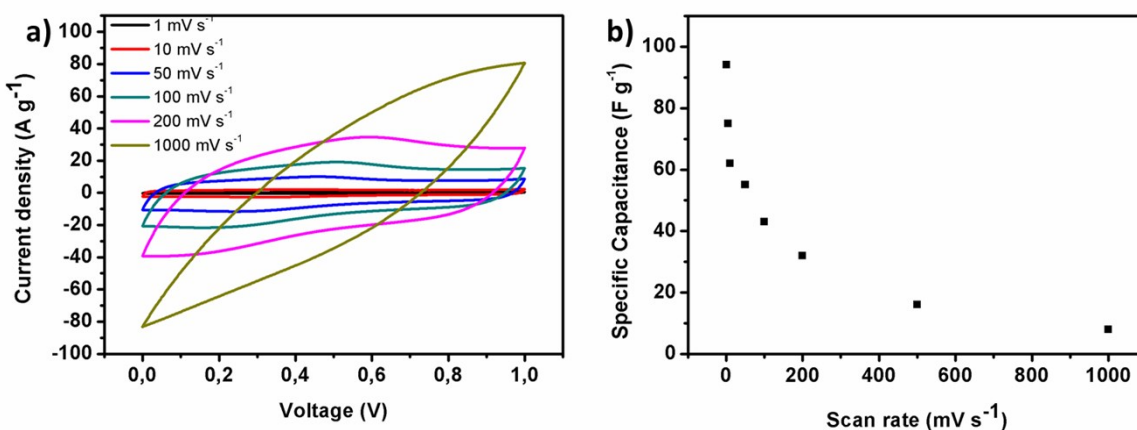 a)
1 mV s⁻¹
10 mV s⁻¹
50 mV s⁻¹
100 mV s⁻¹
200 mV s⁻¹
1000 mV s⁻¹
Current density (A g⁻¹)
100
80
60
40
20
0
-20
-40
-60
-80
-100
0,0 0,2 0,4 0,6 0,8 1,0
Voltage (V)
b)
Specific Capacitance (F g⁻¹)
100
80
60
40
20
0
0 200 400 600 800 1000
Scan rate (mV s⁻¹)